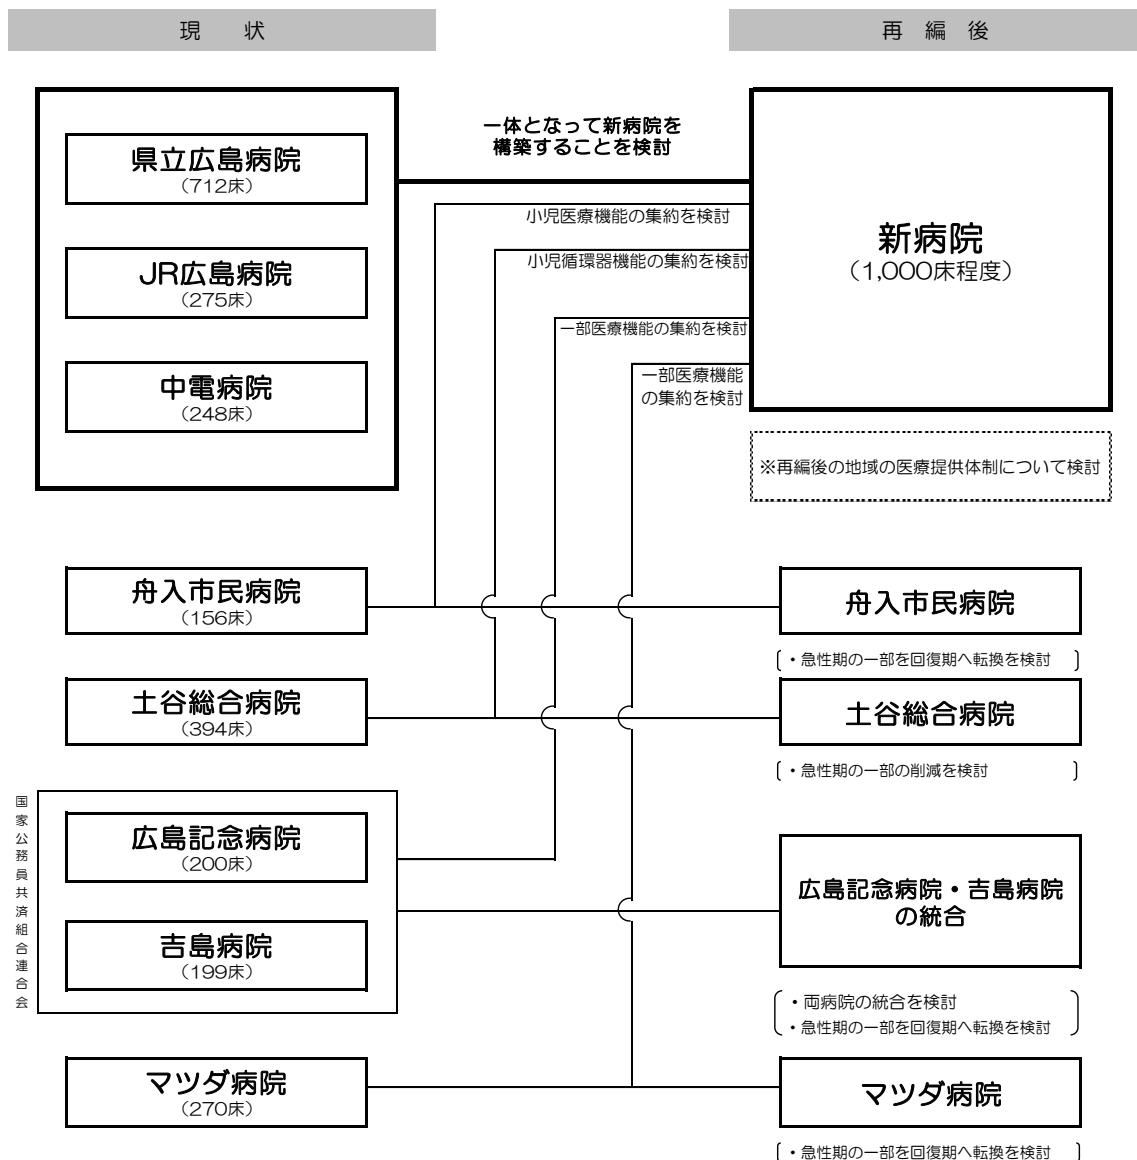 現　状
再　編　後
県立広島病院
（712床）
JR広島病院
（275床）
中電病院
（248床）
一体となって新病院を
構築することを検討
小児医療機能の集約を検討
小児循環器機能の集約を検討
一部医療機能の集約を検討
一部医療機能
の集約を検討
新病院
（1,000床程度）
※再編後の地域の医療提供体制について検討
舟入市民病院
（156床）
舟入市民病院
・急性期の一部を回復期へ転換を検討
土谷総合病院
（394床）
土谷総合病院
・急性期の一部の削減を検討
国家公務員共済組合連合会
広島記念病院
（200床）
吉島病院
（199床）
広島記念病院・吉島病院
の統合
・両病院の統合を検討
・急性期の一部を回復期へ転換を検討
マツダ病院
（270床）
マツダ病院
・急性期の一部を回復期へ転換を検討